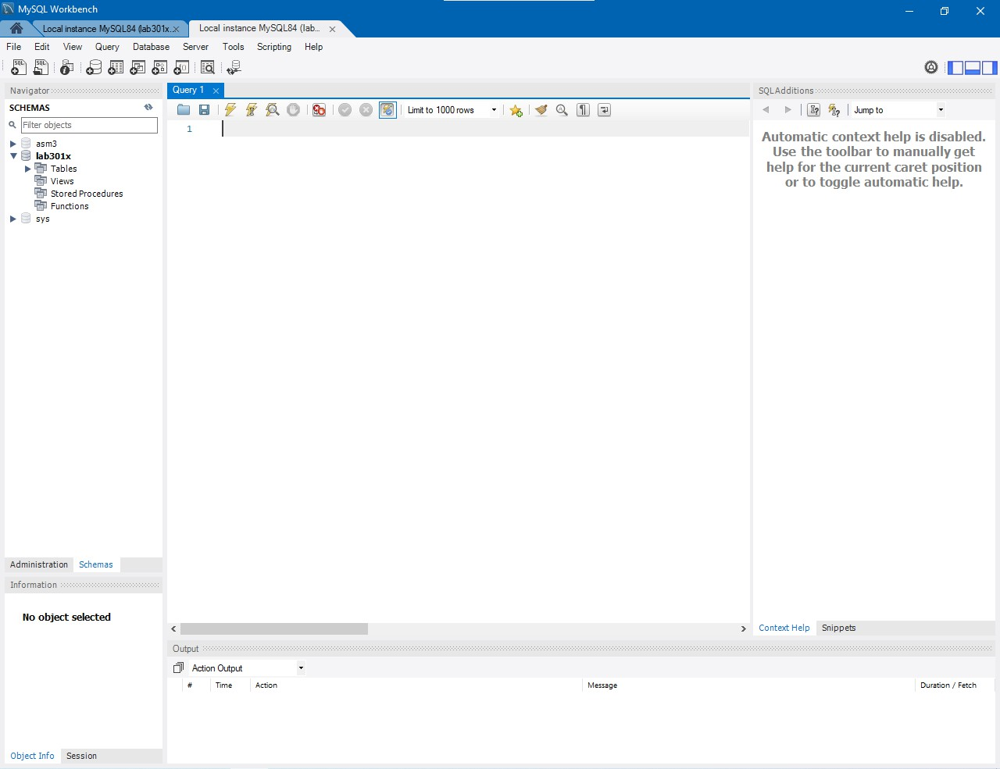 MySQL Workbench
Local instance MySQL84 (lab301x...
Local instance MySQL84 (lab...
File Edit View Query Database Server Tools Scripting Help
Navigator
SCHEMAS
Filter objects
asm3
lab301x
Tables
Views
Stored Procedures
Functions
sys
Administration Schemas
Information
No object selected
Object Info Session
Query 1
Limit to 1000 rows
1
SQLAdditions
Jump to
Automatic context help is disabled.
Use the toolbar to manually get
help for the current caret position
or to toggle automatic help.
Context Help Snippets
Output
Action Output
# Time Action Message Duration / Fetch